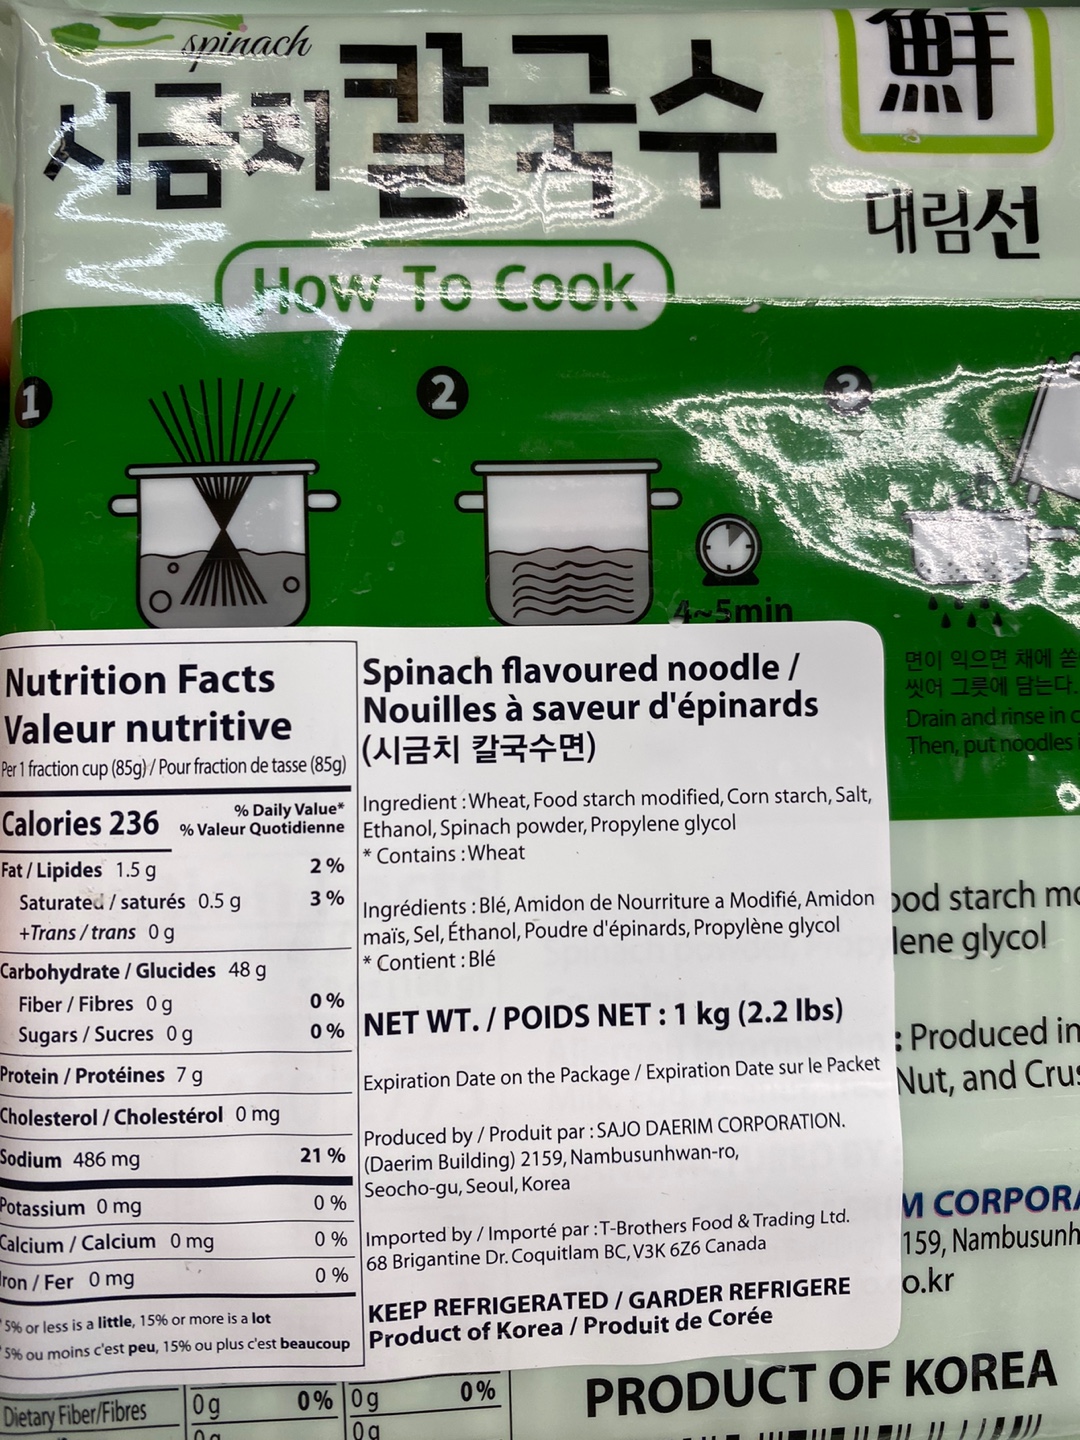 spinach
시금치칼국수
鮮
대림선
How To Cook
1
2
3
4~5min
면이 익으면 채에 쏟
씻어 그릇에 담는다.
Drain and rinse in
Then, put noodles
Nutrition Facts
Valeur nutritive
Per 1 fraction cup (85g) / Pour fraction de tasse (85g)
Calories 236
% Daily Value*
% Valeur Quotidienne
Fat / Lipides 1.5 g 2 %
Saturated / saturés 0.5 g 3 %
+Trans / trans 0 g
Carbohydrate / Glucides 48 g
Fiber / Fibres 0 g 0 %
Sugars / Sucres 0 g 0 %
Protein / Protéines 7 g
Cholesterol / Cholestérol 0 mg
Sodium 486 mg 21 %
Potassium 0 mg 0 %
Calcium / Calcium 0 mg 0 %
Iron / Fer 0 mg 0 %
*5% or less is a little, 15% or more is a lot
*5% ou moins c'est peu, 15% ou plus c'est beaucoup
Spinach flavoured noodle /
Nouilles à saveur d'épinards
(시금치 칼국수면)
Ingredient : Wheat, Food starch modified, Corn starch, Salt,
Ethanol, Spinach powder, Propylene glycol
* Contains : Wheat
Ingrédients : Blé, Amidon de Nourriture a Modifié, Amidon
maïs, Sel, Éthanol, Poudre d'épinards, Propylène glycol
* Contient : Blé
NET WT. / POIDS NET : 1 kg (2.2 lbs)
Expiration Date on the Package / Expiration Date sur le Packet
Produced by / Produit par : SAJO DAERIM CORPORATION.
(Daerim Building) 2159, Nambusunhwan-ro,
Seocho-gu, Seoul, Korea
Imported by / Importé par : T-Brothers Food & Trading Ltd.
68 Brigantine Dr. Coquitlam BC, V3K 6Z6 Canada
KEEP REFRIGERATED / GARDER REFRIGERE
Product of Korea / Produit de Corée
ood starch mo
lene glycol
: Produced in
Nut, and Crus
M CORPORA
159, Nambusunh
o.kr
PRODUCT OF KOREA
Dietary Fiber/Fibres 0g 0% 0g 0%
0g 0g